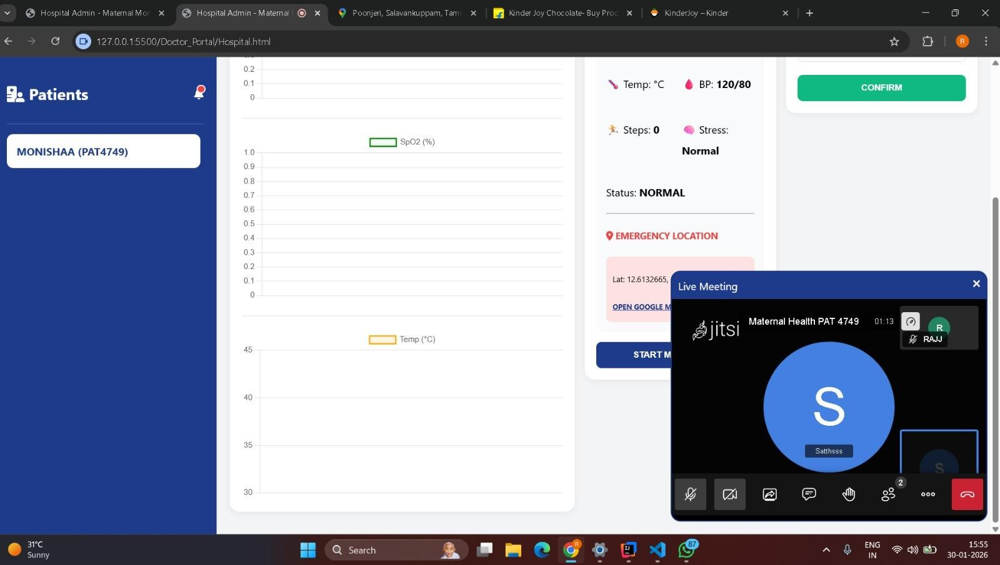 Hospital Admin - Maternal Mon
Hospital Admin - Maternal
Poonjeri, Salavankuppam, Tami
Kinder Joy Chocolate- Buy Prod
KinderJoy – Kinder
127.0.0.1:5500/Doctor_Portal/Hospital.html
R
Patients
MONISHAA (PAT4749)
0.2
0.1
0
SpO2 (%)
1.0
0.9
0.8
0.7
0.6
0.5
0.4
0.3
0.2
0.1
0
Temp (°C)
45
40
35
30
Temp: °C
BP: 120/80
Steps: 0
Stress:
Normal
Status: NORMAL
EMERGENCY LOCATION
Lat: 12.6132665,
OPEN GOOGLE M
START M
CONFIRM
Live Meeting
jitsi
Maternal Health PAT 4749
01:13
R
RAJJ
S
Satthsss
S
2
31°C
Sunny
Search
R
87
ENG
IN
15:55
30-01-2026